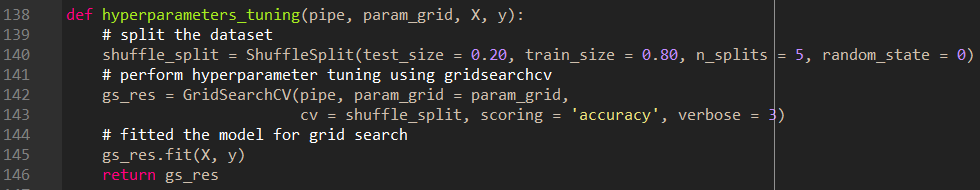 138 def hyperparameters_tuning(pipe, param_grid, X, y):
139     # split the dataset
140     shuffle_split = ShuffleSplit(test_size = 0.20, train_size = 0.80, n_splits = 5, random_state = 0)
141     # perform hyperparameter tuning using gridsearchcv
142     gs_res = GridSearchCV(pipe, param_grid = param_grid,
143                           cv = shuffle_split, scoring = 'accuracy', verbose = 3)
144     # fitted the model for grid search
145     gs_res.fit(X, y)
146     return gs_res